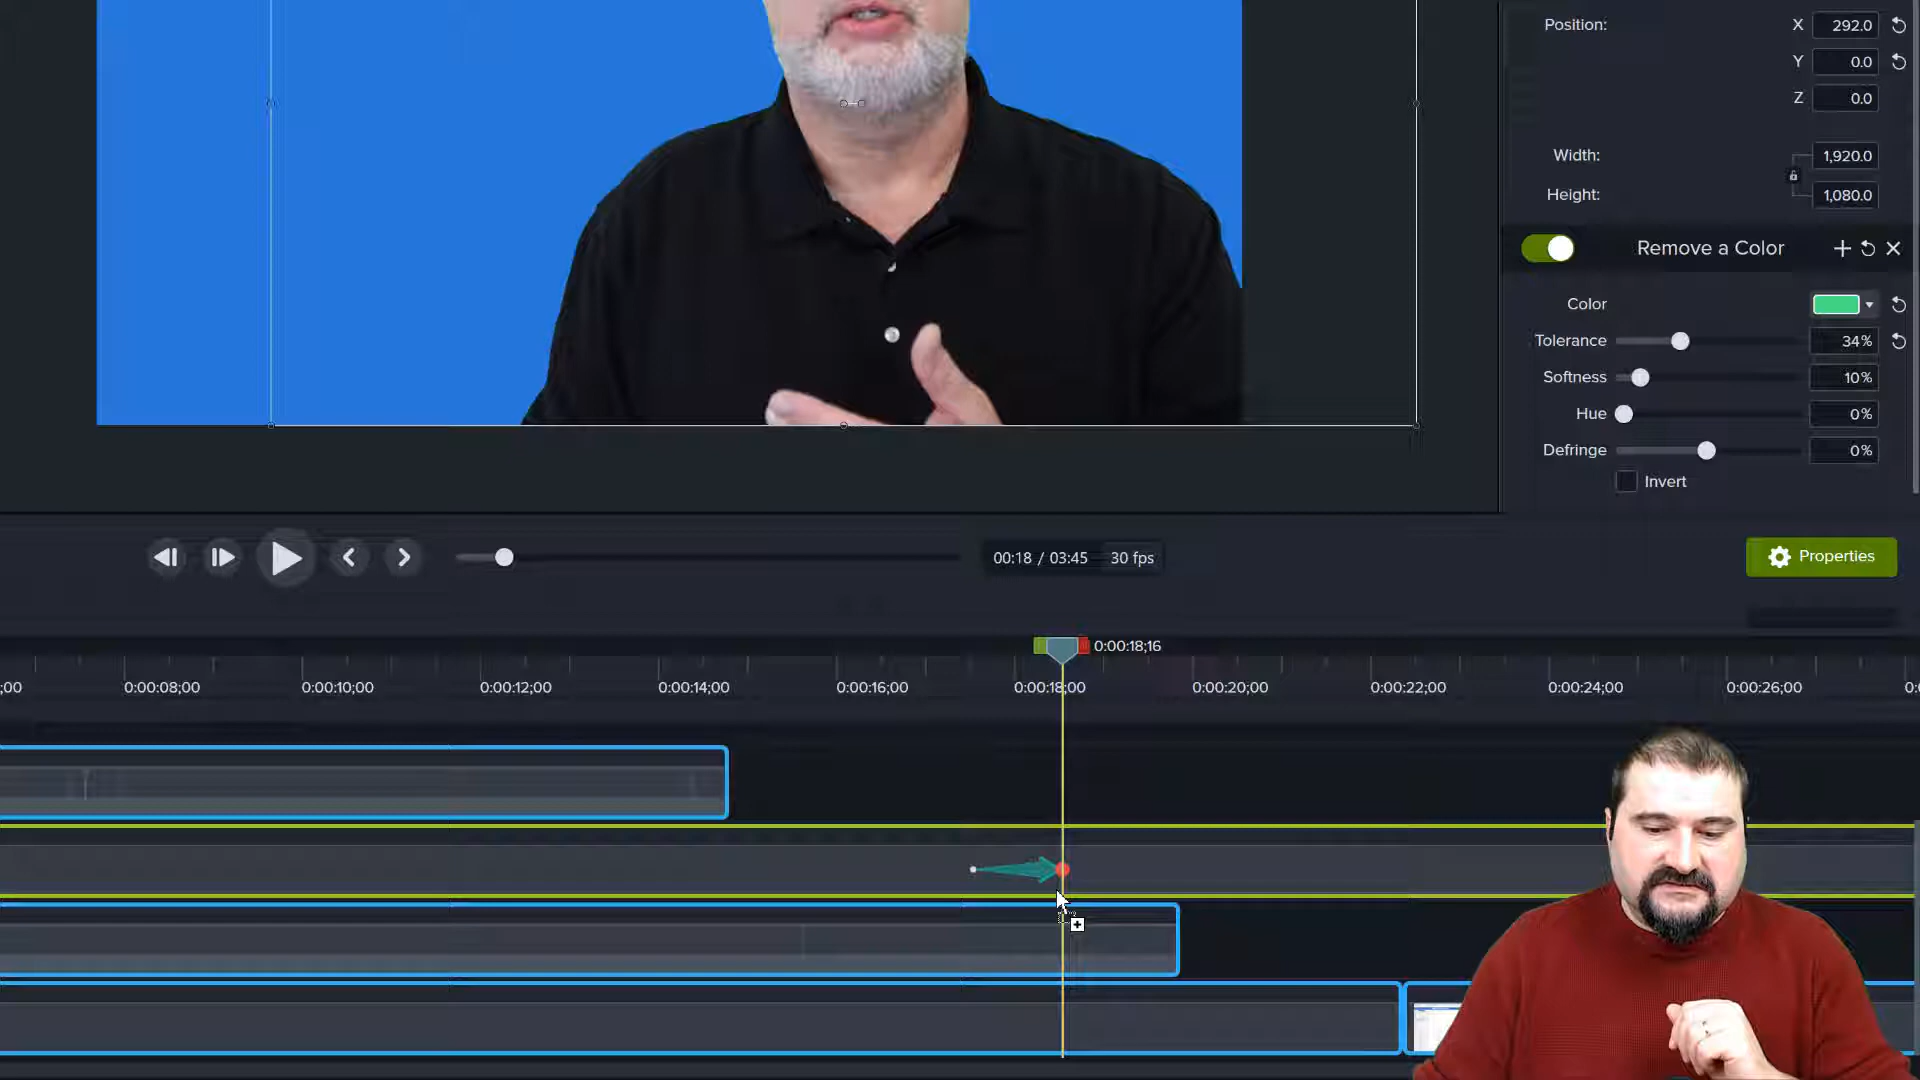 Position:
X
292.0
Y
0.0
Z
0.0
Width:
1,920.0
Height:
1,080.0
Remove a Color
Color
Tolerance
34%
Softness
10%
Hue
0%
Defringe
0%
Invert
00:18 / 03:45
30 fps
Properties
0:00:18;16
;00
0:00:08;00
0:00:10;00
0:00:12;00
0:00:14;00
0:00:16;00
0:00:18;00
0:00:20;00
0:00:22;00
0:00:24;00
0:00:26;00